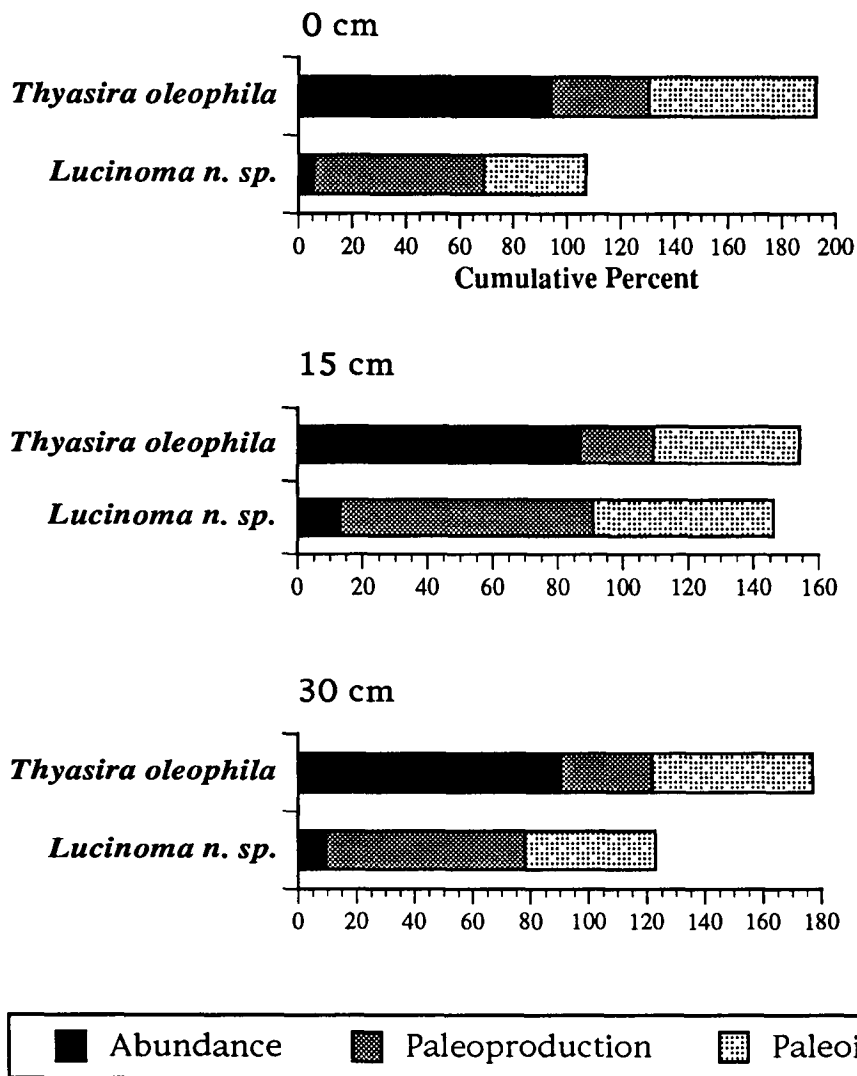 0 cm
Thyasira oleophila
Lucinoma n. sp.
0 20 40 60 80 100 120 140 160 180 200
Cumulative Percent
15 cm
Thyasira oleophila
Lucinoma n. sp.
0 20 40 60 80 100 120 140 160
30 cm
Thyasira oleophila
Lucinoma n. sp.
0 20 40 60 80 100 120 140 160 180
Abundance Paleoproduction Paleoi